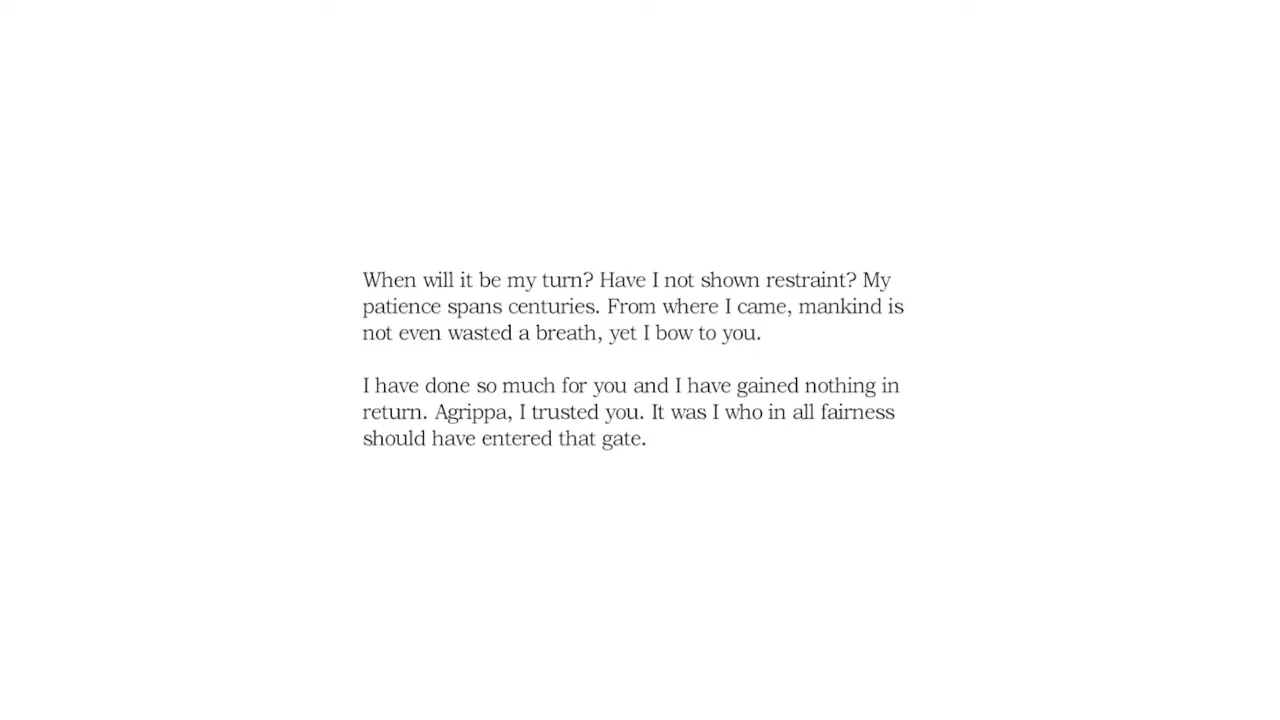 When will it be my turn? Have I not shown restraint? My
patience spans centuries. From where I came, mankind is
not even wasted a breath, yet I bow to you.
I have done so much for you and I have gained nothing in
return. Agrippa, I trusted you. It was I who in all fairness
should have entered that gate.